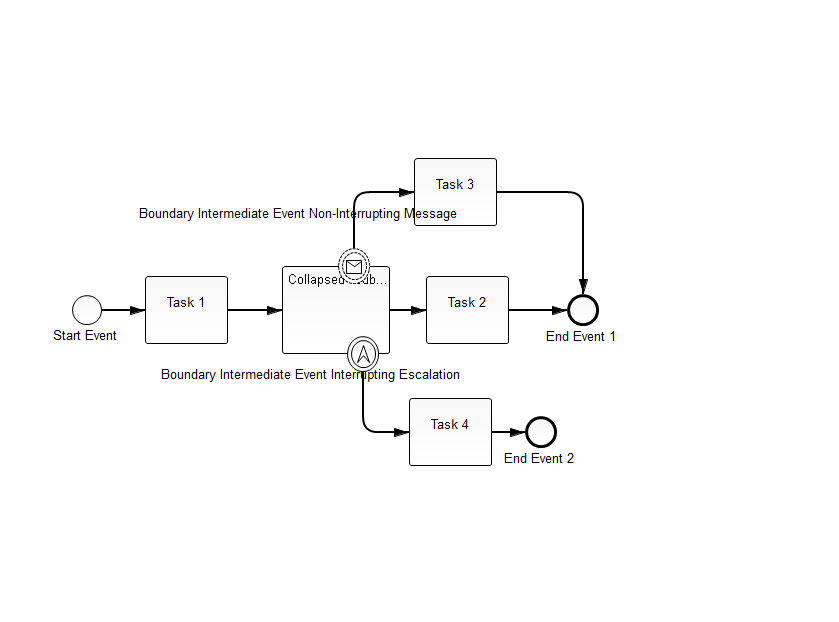 Task 3
Boundary Intermediate Event Non-Interrupting Message
Collapsed
Task 1
Task 2
Start Event
End Event 1
Boundary Intermediate Event Interrupting Escalation
Task 4
End Event 2